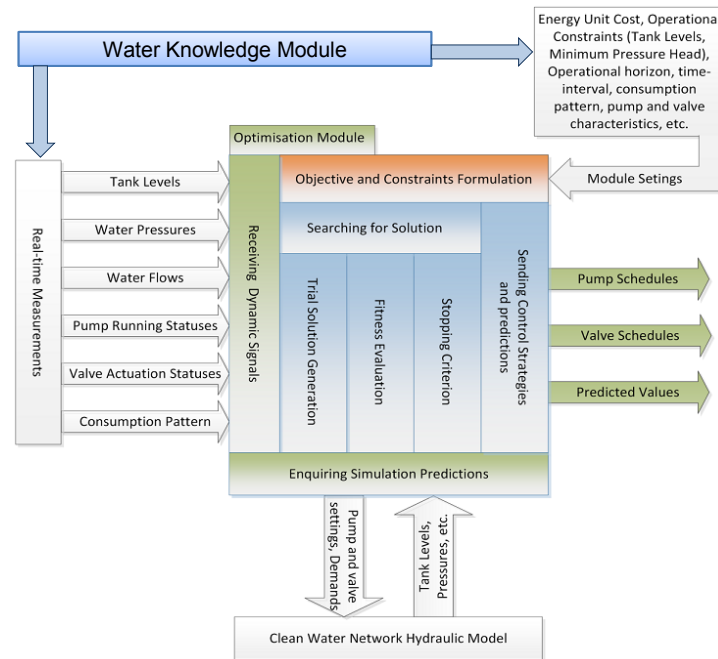 Energy Unit Cost, Operational
Constraints (Tank Levels,
Minimum Pressure Head),
Operational horizon, time-
interval, consumption
pattern, pump and valve
characteristics, etc.
Water Knowledge Module
Optimisation Module
Module Setings
Real-time Measurements
Tank Levels
Water Pressures
Water Flows
Pump Running Statuses
Valve Actuation Statuses
Consumption Pattern
Receiving Dynamic Signals
Objective and Constraints Formulation
Searching for Solution
Trial Solution Generation
Fitness Evaluation
Stopping Criterion
Sending Control Strategies
and predictions
Pump Schedules
Valve Schedules
Predicted Values
Enquiring Simulation Predictions
Pump and valve
settings, Demands
Tank Levels,
Pressures, etc.
Clean Water Network Hydraulic Model